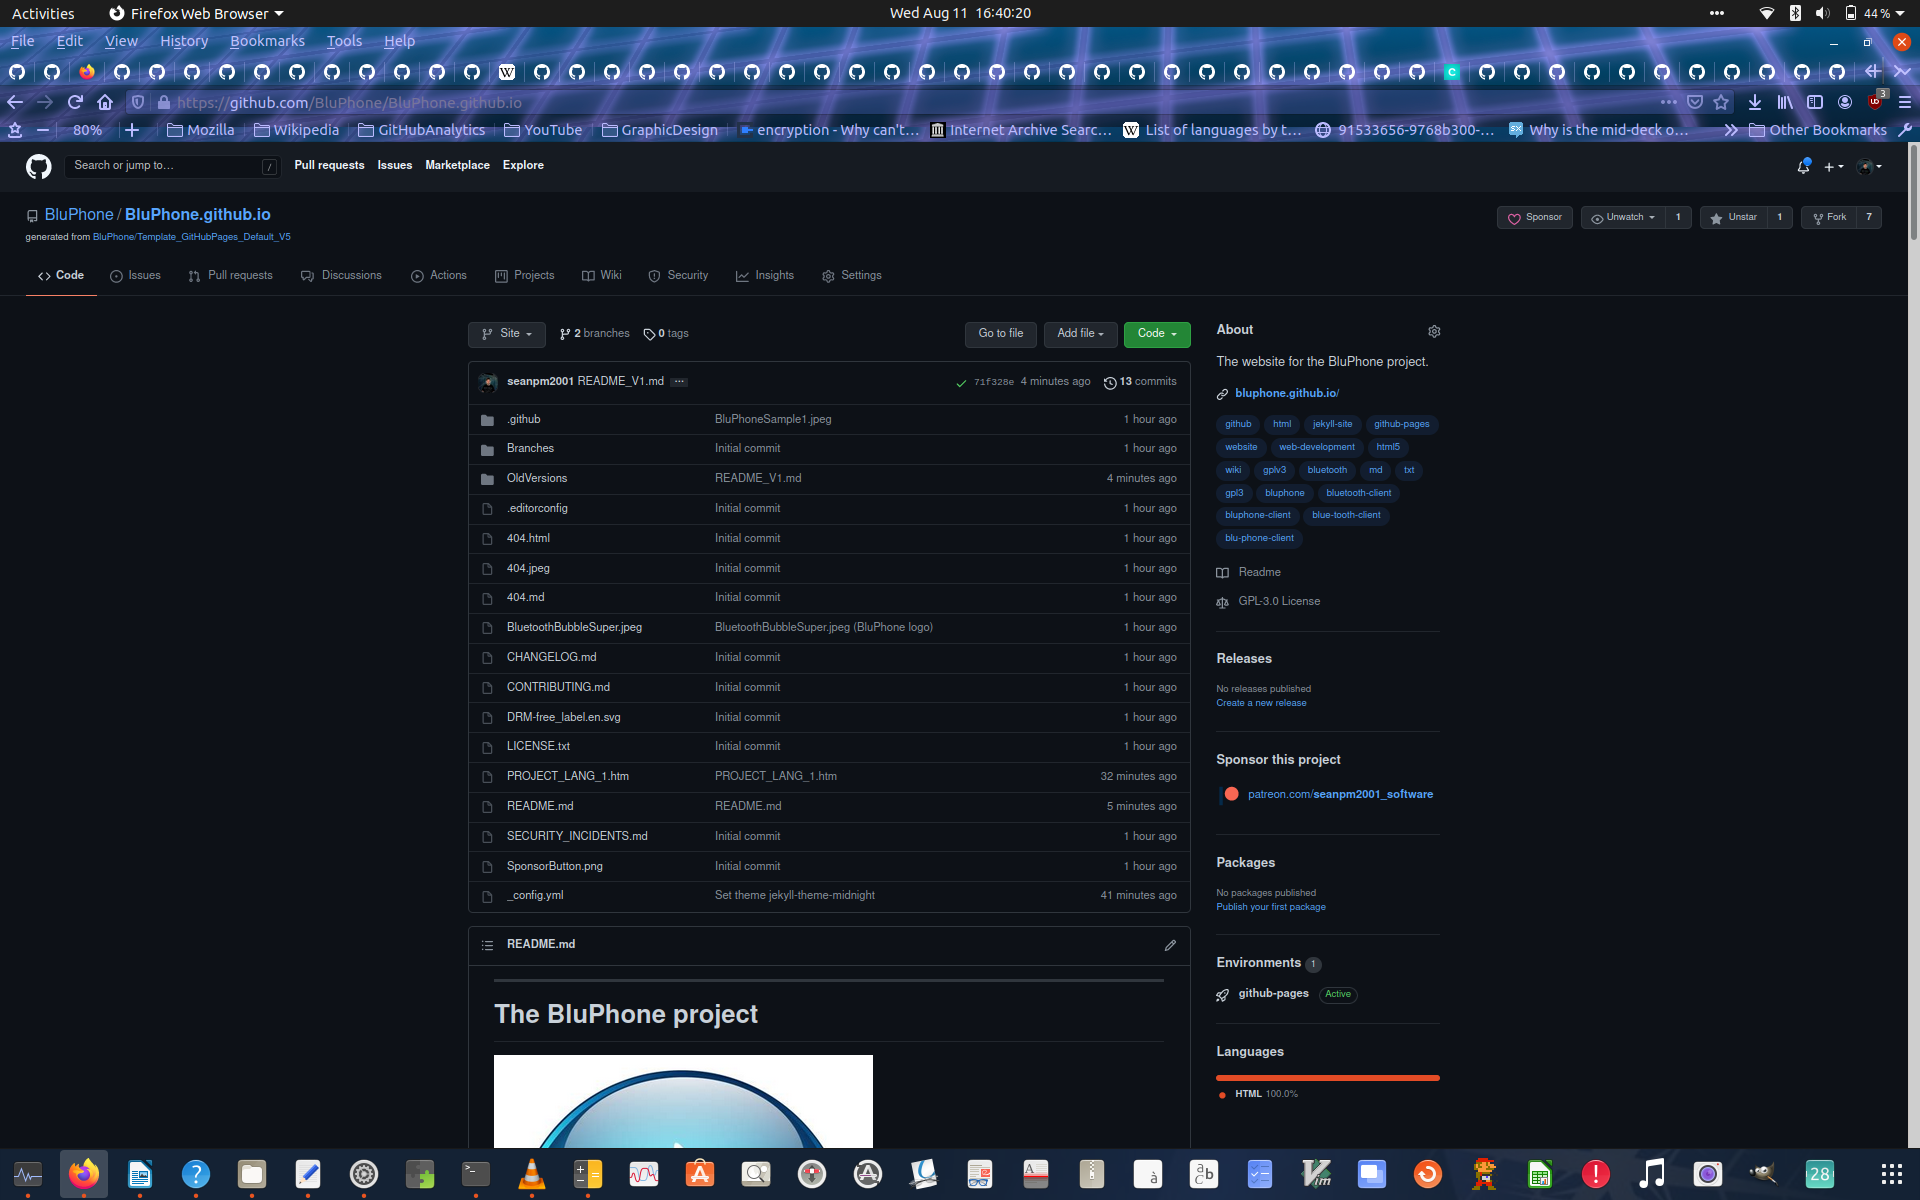 Activities Firefox Web Browser Wed Aug 11 16:40:20 44 %
File Edit View History Bookmarks Tools Help
https://github.com/BluPhone/BluPhone.github.io 3
80% Mozilla Wikipedia GitHubAnalytics YouTube GraphicDesign encryption - Why can't… Internet Archive Searc… List of languages by t… 91533656-9768b300-… Why is the mid-deck o… Other Bookmarks
Search or jump to… / Pull requests Issues Marketplace Explore
BluPhone / BluPhone.github.io Sponsor Unwatch 1 Unstar 1 Fork 7
generated from BluPhone/Template_GitHubPages_Default_V5
Code Issues Pull requests Discussions Actions Projects Wiki Security Insights Settings
Site 2 branches 0 tags Go to file Add file Code
seanpm2001 README_V1.md ... 71f328e 4 minutes ago 13 commits
.github BluPhoneSample1.jpeg 1 hour ago
Branches Initial commit 1 hour ago
OldVersions README_V1.md 4 minutes ago
.editorconfig Initial commit 1 hour ago
404.html Initial commit 1 hour ago
404.jpeg Initial commit 1 hour ago
404.md Initial commit 1 hour ago
BluetoothBubbleSuper.jpeg BluetoothBubbleSuper.jpeg (BluPhone logo) 1 hour ago
CHANGELOG.md Initial commit 1 hour ago
CONTRIBUTING.md Initial commit 1 hour ago
DRM-free_label.en.svg Initial commit 1 hour ago
LICENSE.txt Initial commit 1 hour ago
PROJECT_LANG_1.htm PROJECT_LANG_1.htm 32 minutes ago
README.md README.md 5 minutes ago
SECURITY_INCIDENTS.md Initial commit 1 hour ago
SponsorButton.png Initial commit 1 hour ago
_config.yml Set theme jekyll-theme-midnight 41 minutes ago
README.md
The BluPhone project
About
The website for the BluPhone project.
bluphone.github.io/
github html jekyll-site github-pages
website web-development html5
wiki gplv3 bluetooth md txt
gpl3 bluphone bluetooth-client
bluphone-client blue-tooth-client
blu-phone-client
Readme
GPL-3.0 License
Releases
No releases published
Create a new release
Sponsor this project
patreon.com/seanpm2001_software
Packages
No packages published
Publish your first package
Environments 1
github-pages Active
Languages
HTML 100.0%
28